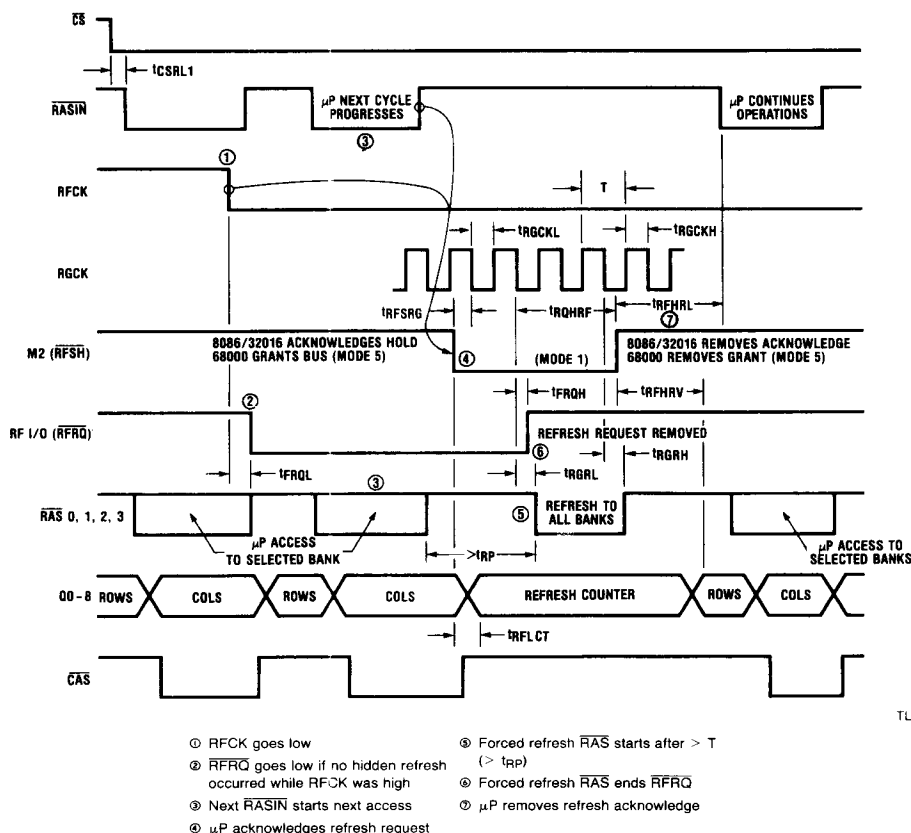 CS
tCSRL1
RASIN
µP NEXT CYCLE
PROGRESSES
③
µP CONTINUES
OPERATIONS
①
RFCK
T
tRGCKL
tRGCKH
RGCK
tRFSRG
tRQHRF
tRFHRL
⑦
M2 (RFSH)
8086/32016 ACKNOWLEDGES HOLD
68000 GRANTS BUS (MODE 5)
④
(MODE 1)
8086/32016 REMOVES ACKNOWLEDGE
68000 REMOVES GRANT (MODE 5)
tFRQH
tRFHRV
②
RF I/O (RFRQ)
REFRESH REQUEST REMOVED
⑥
tFRQL
tRGRL
tRGRH
③
RAS 0, 1, 2, 3
⑤
REFRESH TO
ALL BANKS
µP ACCESS
TO SELECTED BANK
>tRP
µP ACCESS TO
SELECTED BANKS
Q0-8
ROWS
COLS
ROWS
COLS
REFRESH COUNTER
ROWS
COLS
tRFLCT
CAS
TL
① RFCK goes low
② RFRQ goes low if no hidden refresh
occurred while RFCK was high
③ Next RASIN starts next access
④ µP acknowledges refresh request
⑤ Forced refresh RAS starts after > T
(> tRP)
⑥ Forced refresh RAS ends RFRQ
⑦ µP removes refresh acknowledge